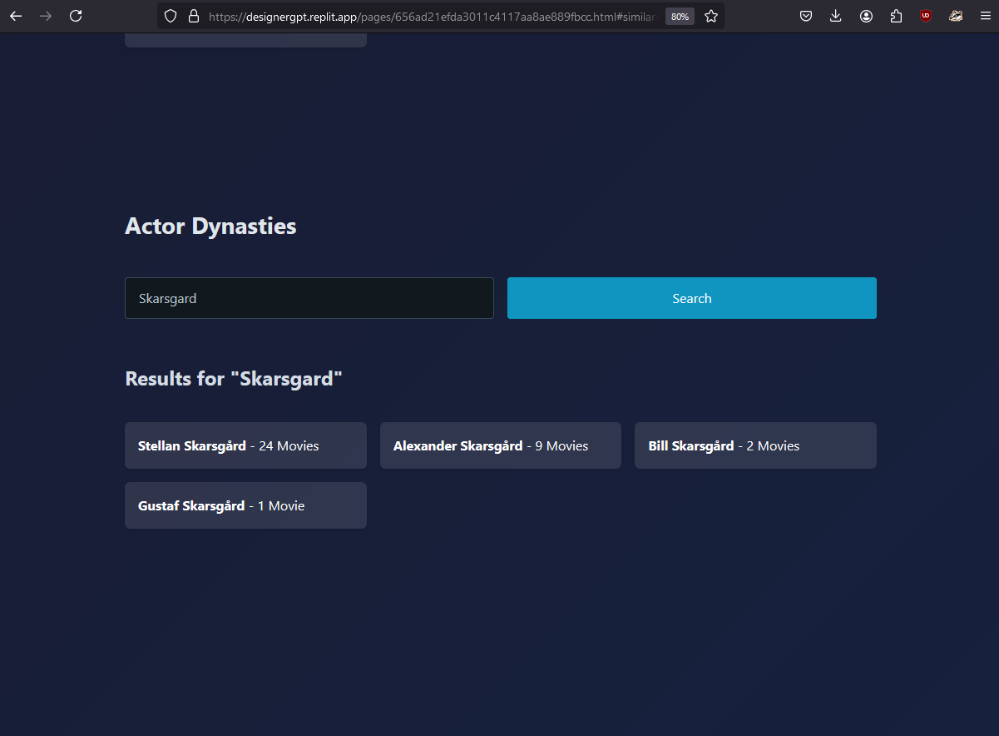 https://designergpt.replit.app/pages/656ad21efda3011c4117aa8ae889fbcc.html#similar-
80%
Actor Dynasties
Skarsgard
Search
Results for "Skarsgard"
Stellan Skarsgård - 24 Movies
Alexander Skarsgård - 9 Movies
Bill Skarsgård - 2 Movies
Gustaf Skarsgård - 1 Movie